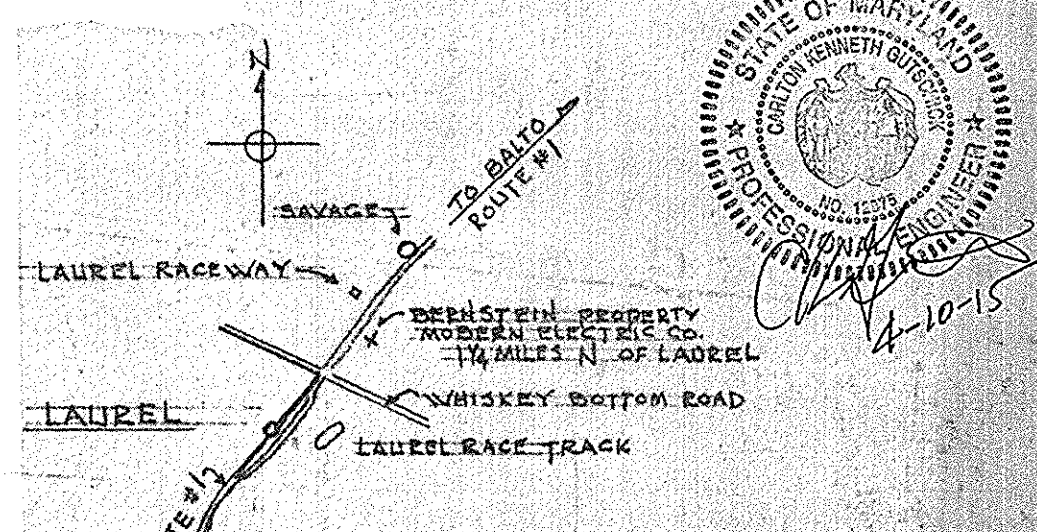 N
STATE OF MARYLAND
CARLTON KENNETH GUTSCHICK
NO. 12975
★ PROFESSIONAL ENGINEER ★
4-10-15
TO BALTO
ROUTE #1
SAVAGE
LAUREL RACEWAY
BERNSTEIN PROPERTY
MODERN ELECTRIC CO.
1¼ MILES N OF LAUREL
WHISKEY BOTTOM ROAD
LAUREL
LAUREL RACE TRACK